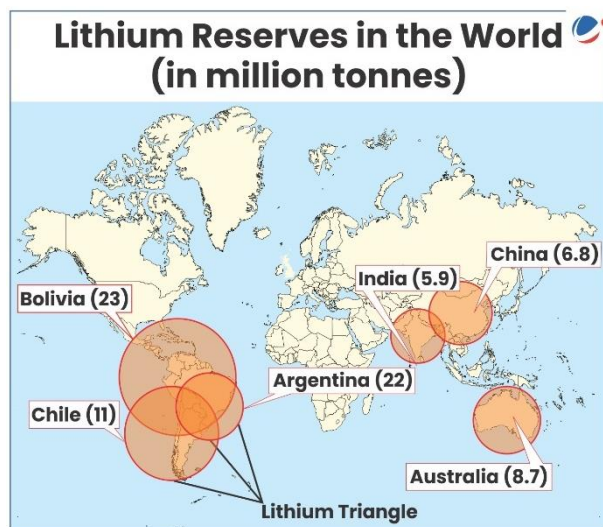 Lithium Reserves in the World
(in million tonnes)
China (6.8)
India (5.9)
Bolivia (23)
Argentina (22)
Chile (11)
Australia (8.7)
Lithium Triangle